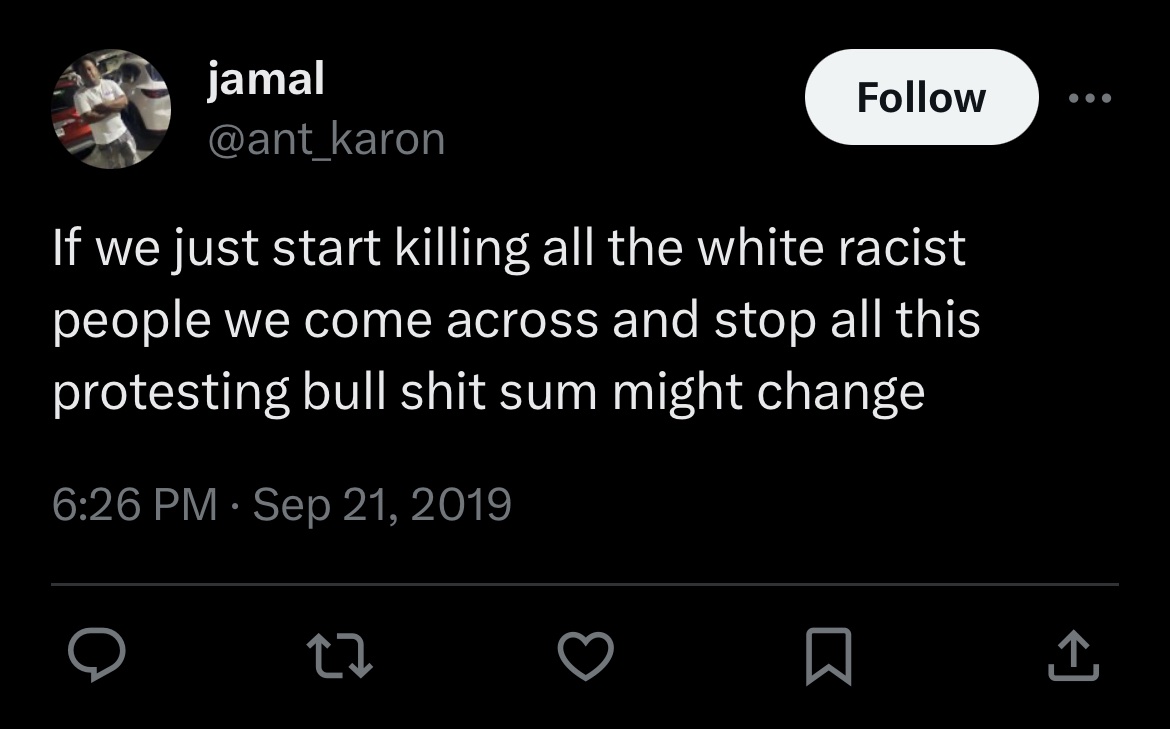 jamal
@ant_karon
Follow
If we just start killing all the white racist
people we come across and stop all this
protesting bull shit sum might change
6:26 PM · Sep 21, 2019